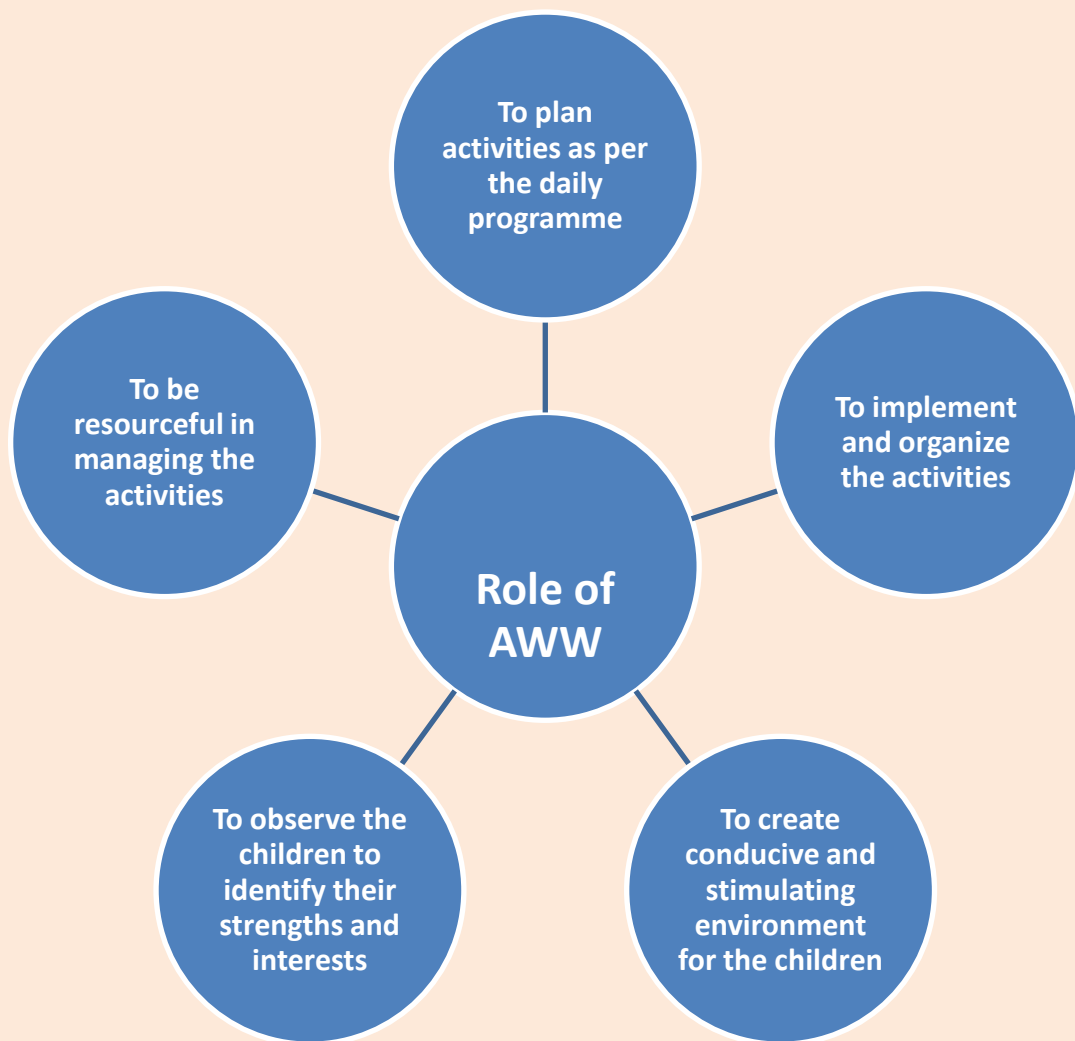 To plan
activities as per
the daily
programme
To be
resourceful in
managing the
activities
To implement
and organize
the activities
Role of
AWW
To observe the
children to
identify their
strengths and
interests
To create
conducive and
stimulating
environment
for the children